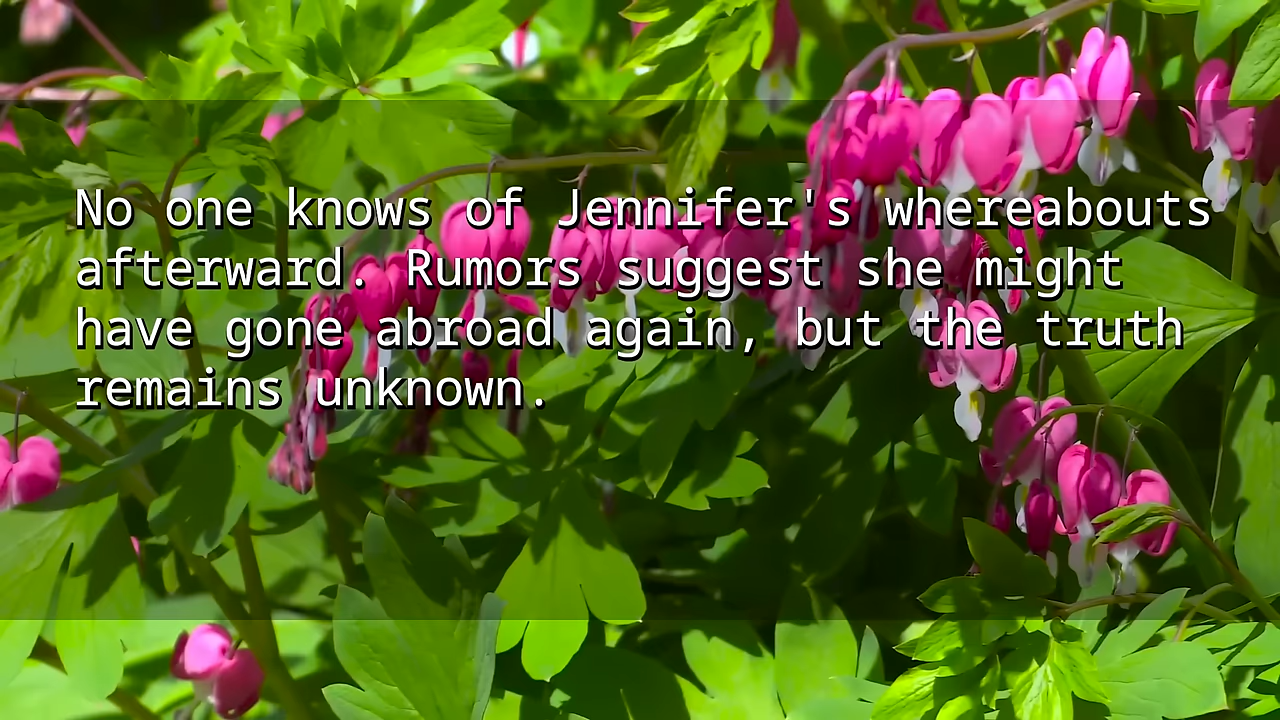 No one knows of Jennifer's whereabouts
afterward. Rumors suggest she might
have gone abroad again, but the truth
remains unknown.